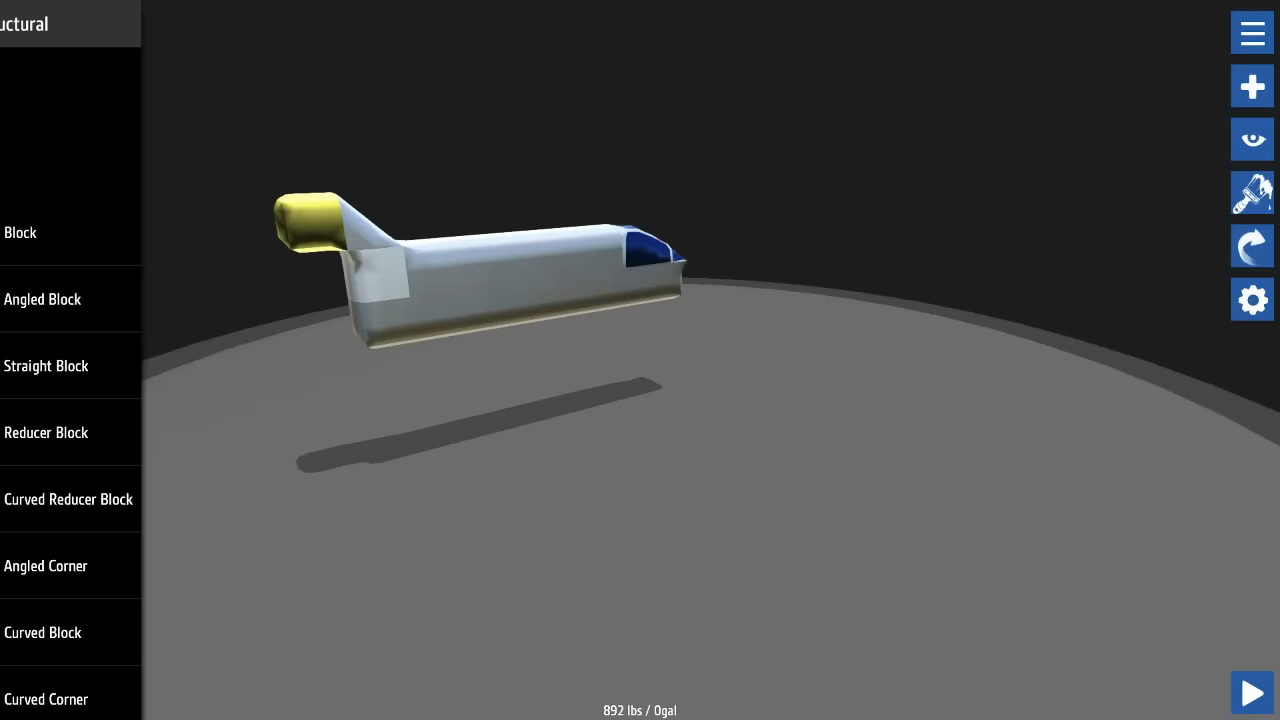 uctural
Block
Angled Block
Straight Block
Reducer Block
Curved Reducer Block
Angled Corner
Curved Block
Curved Corner
892 lbs / 0gal